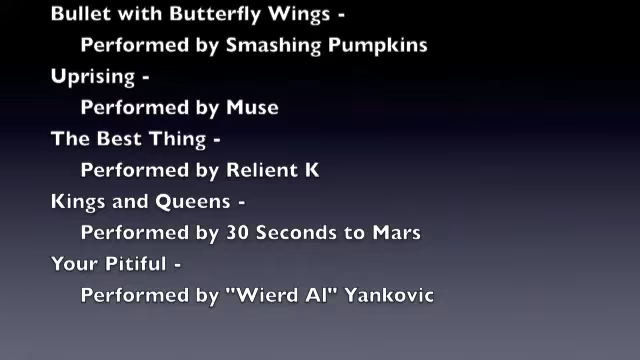 Bullet with Butterfly Wings -
Performed by Smashing Pumpkins
Uprising -
Performed by Muse
The Best Thing -
Performed by Relient K
Kings and Queens -
Performed by 30 Seconds to Mars
Your Pitiful -
Performed by "Wierd Al" Yankovic